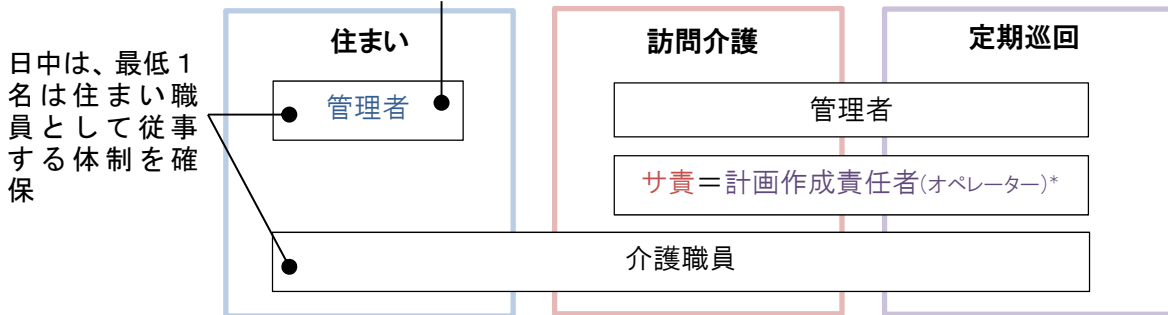 住まい
訪問介護
定期巡回
日中は、最低１
名は住まい職
員として従事
する体制を確
保
管理者
管理者
サ責＝計画作成責任者(オペレーター)*
介護職員